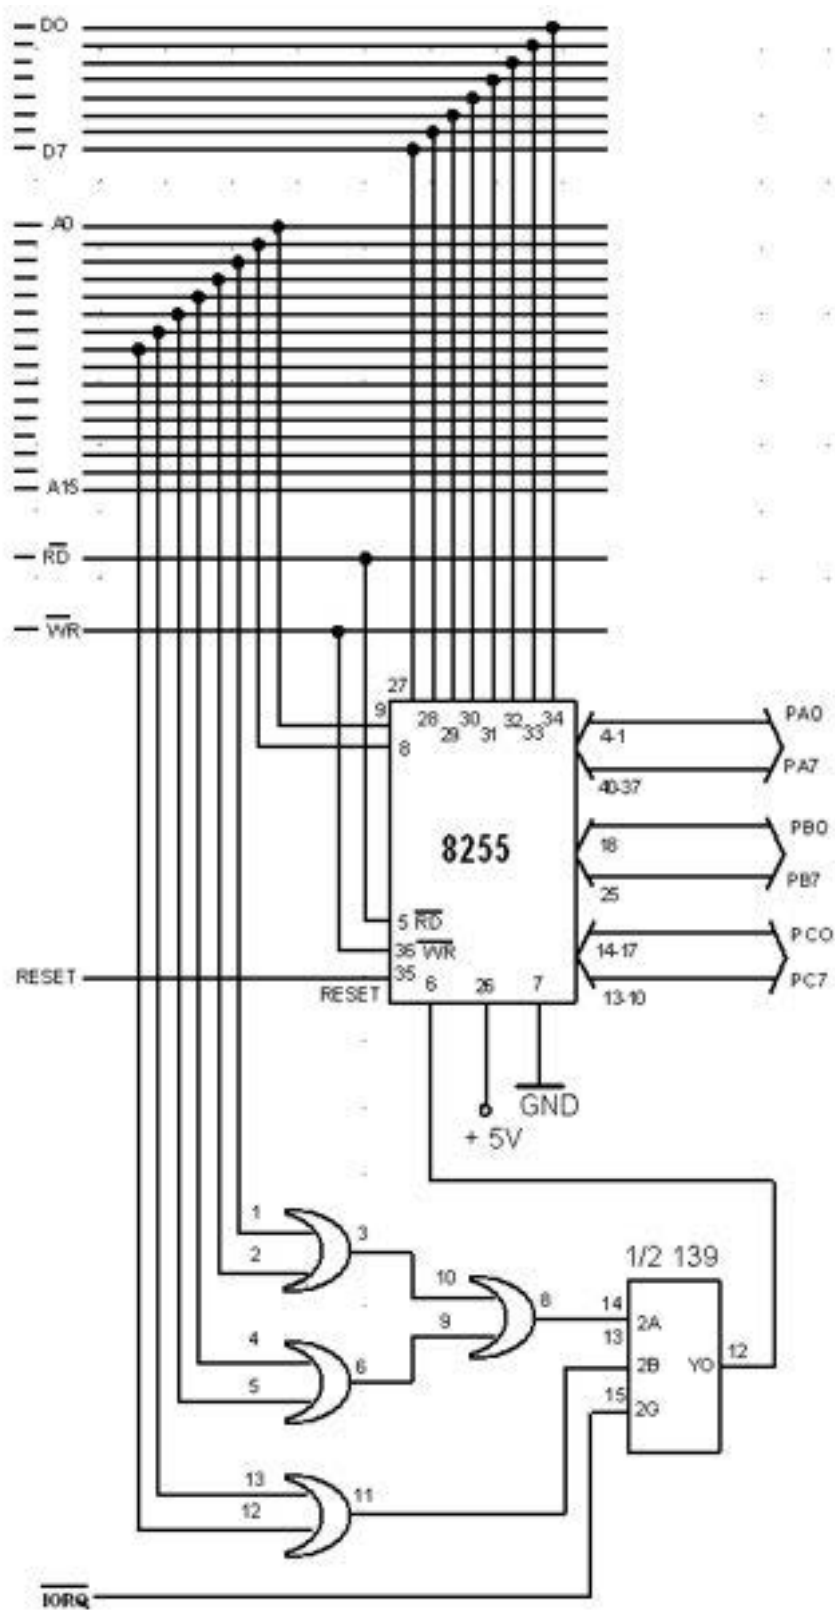 D0
D7
A0
A15
RD
WR
27
9
28
30
32
34
29
31
33
8
8255
5 RD
36 WR
35
RESET
RESET
6
26
7
4-1
40-37
PA0
PA7
18
25
PB0
PB7
14-17
13-10
PC0
PC7
GND
+ 5V
1
2
3
4
5
6
10
9
8
1/2 139
14
2A
13
2B
15
2G
Y0
12
13
12
11
IORQ